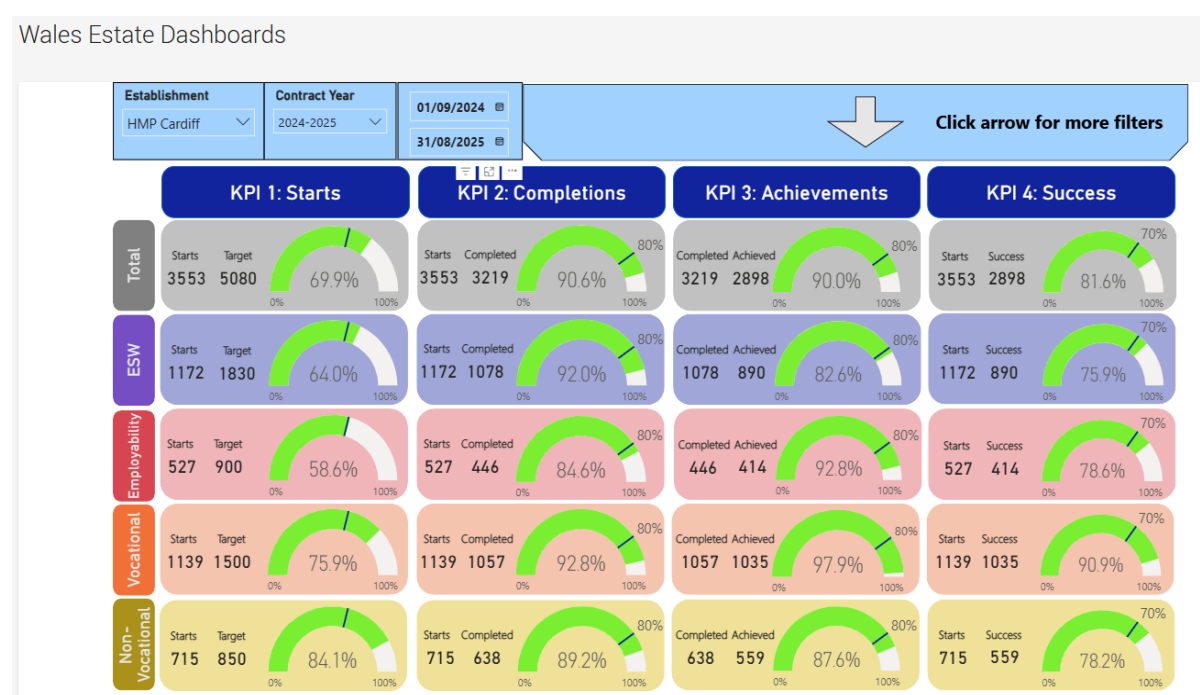 Wales Estate Dashboards
Establishment
HMP Cardiff
Contract Year
2024-2025
01/09/2024
31/08/2025
Click arrow for more filters
KPI 1: Starts
KPI 2: Completions
KPI 3: Achievements
KPI 4: Success
Total
Starts Target
3553 5080
69.9%
0% 100%
Starts Completed
3553 3219
80%
90.6%
0% 100%
Completed Achieved
3219 2898
80%
90.0%
0% 100%
Starts Success
3553 2898
70%
81.6%
0% 100%
ESW
Starts Target
1172 1830
64.0%
0% 100%
Starts Completed
1172 1078
80%
92.0%
0% 100%
Completed Achieved
1078 890
80%
82.6%
0% 100%
Starts Success
1172 890
70%
75.9%
0% 100%
Employability
Starts Target
527 900
58.6%
0% 100%
Starts Completed
527 446
80%
84.6%
0% 100%
Completed Achieved
446 414
80%
92.8%
0% 100%
Starts Success
527 414
70%
78.6%
0% 100%
Vocational
Starts Target
1139 1500
75.9%
0% 100%
Starts Completed
1139 1057
80%
92.8%
0% 100%
Completed Achieved
1057 1035
80%
97.9%
0% 100%
Starts Success
1139 1035
70%
90.9%
0% 100%
Non-
Vocational
Starts Target
715 850
84.1%
0% 100%
Starts Completed
715 638
80%
89.2%
0% 100%
Completed Achieved
638 559
80%
87.6%
0% 100%
Starts Success
715 559
70%
78.2%
0% 100%